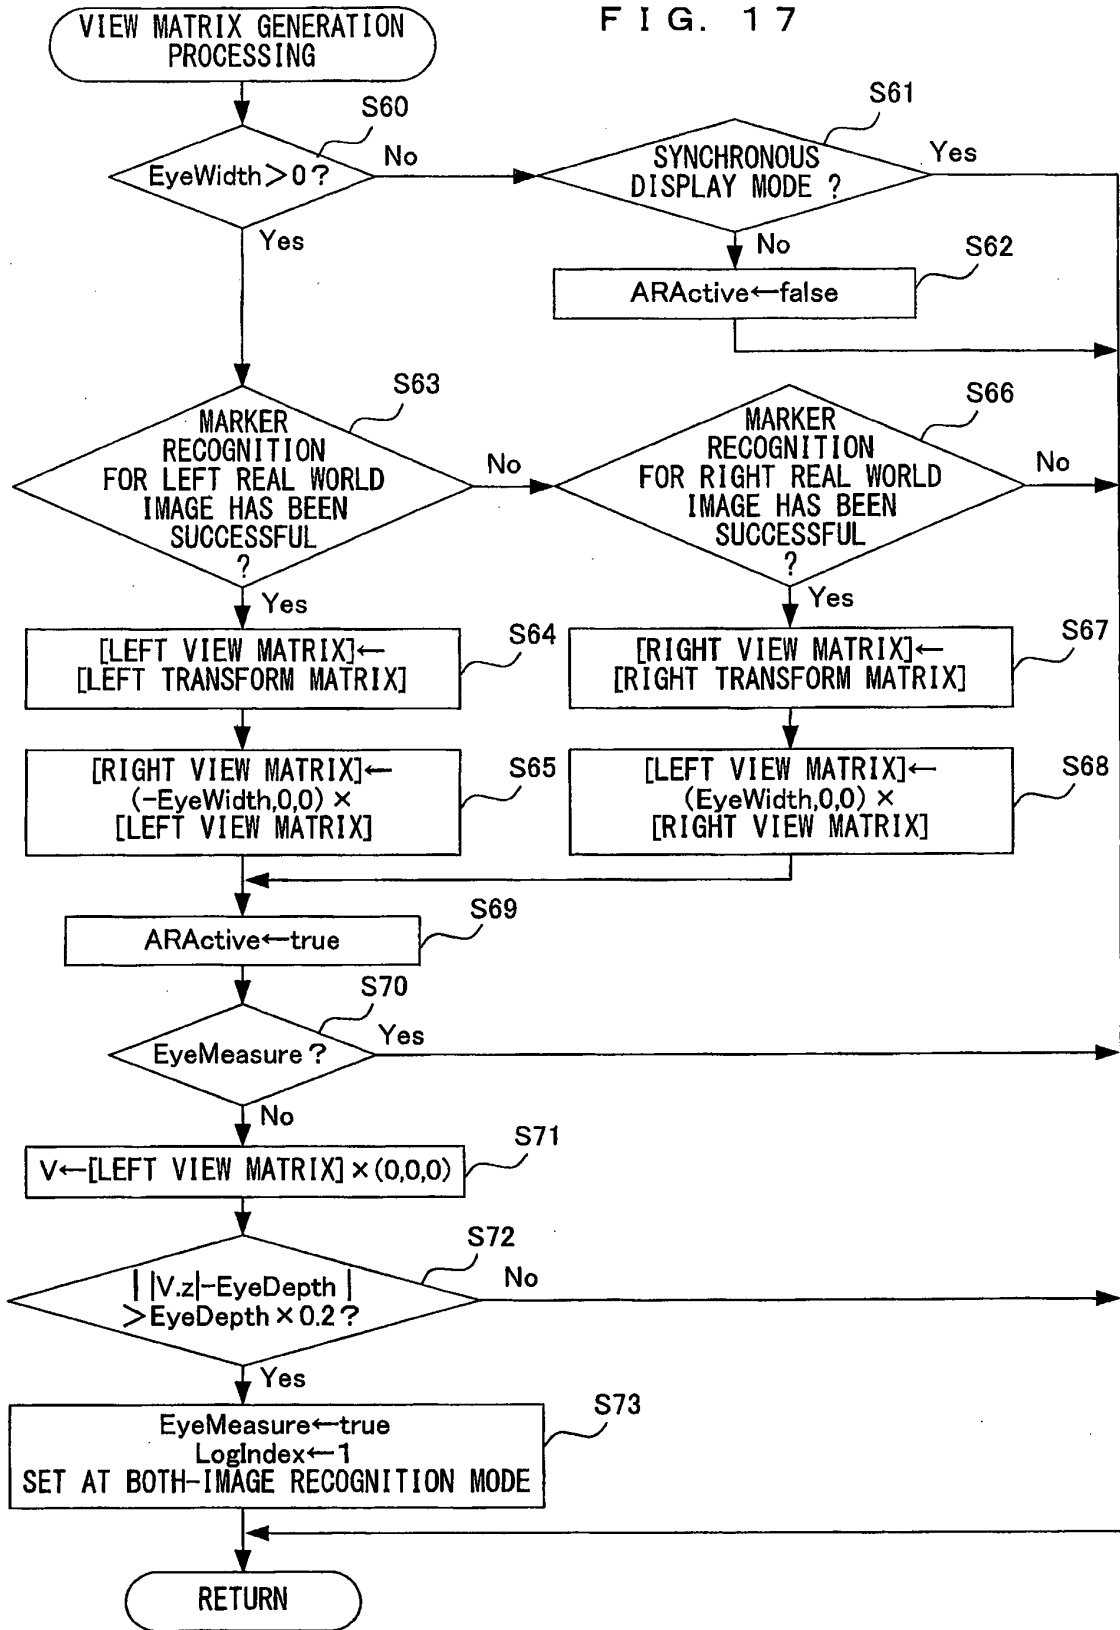 FIG. 17
VIEW MATRIX GENERATION
PROCESSING
S60
EyeWidth>0?
No
Yes
S61
SYNCHRONOUS
DISPLAY MODE ?
Yes
No
S62
ARActive←false
S63
MARKER
RECOGNITION
FOR LEFT REAL WORLD
IMAGE HAS BEEN
SUCCESSFUL
?
No
Yes
S66
MARKER
RECOGNITION
FOR RIGHT REAL WORLD
IMAGE HAS BEEN
SUCCESSFUL
?
No
Yes
S64
[LEFT VIEW MATRIX]←
[LEFT TRANSFORM MATRIX]
S67
[RIGHT VIEW MATRIX]←
[RIGHT TRANSFORM MATRIX]
S65
[RIGHT VIEW MATRIX]←
(-EyeWidth,0,0)×
[LEFT VIEW MATRIX]
S68
[LEFT VIEW MATRIX]←
(EyeWidth,0,0)×
[RIGHT VIEW MATRIX]
S69
ARActive←true
S70
EyeMeasure?
Yes
No
S71
V←[LEFT VIEW MATRIX]×(0,0,0)
S72
||V.z|-EyeDepth|
>EyeDepth×0.2?
No
Yes
S73
EyeMeasure←true
LogIndex←1
SET AT BOTH-IMAGE RECOGNITION MODE
RETURN